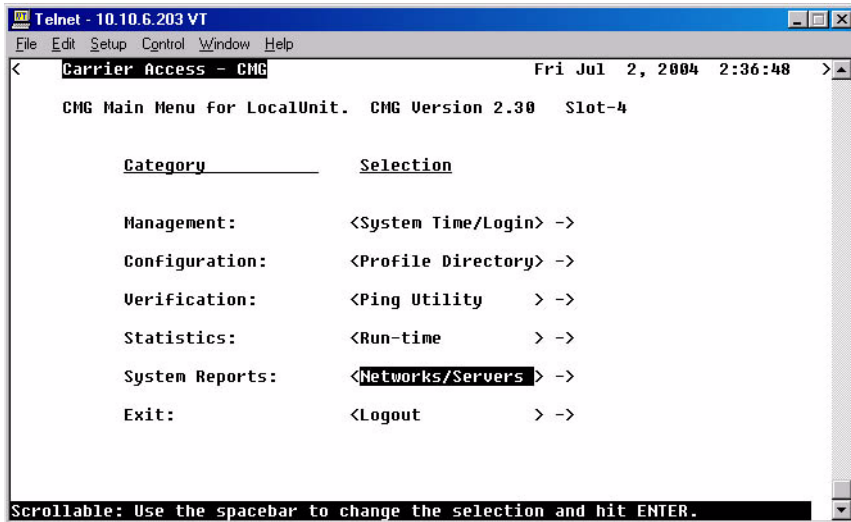 Telnet - 10.10.6.203 VT
File Edit Setup Control Window Help
< Carrier Access - CMG Fri Jul 2, 2004 2:36:48 >
CMG Main Menu for LocalUnit. CMG Version 2.30 Slot-4
Category Selection
Management: <System Time/Login> ->
Configuration: <Profile Directory> ->
Verification: <Ping Utility > ->
Statistics: <Run-time > ->
System Reports: <Networks/Servers > ->
Exit: <Logout > ->
Scrollable: Use the spacebar to change the selection and hit ENTER.